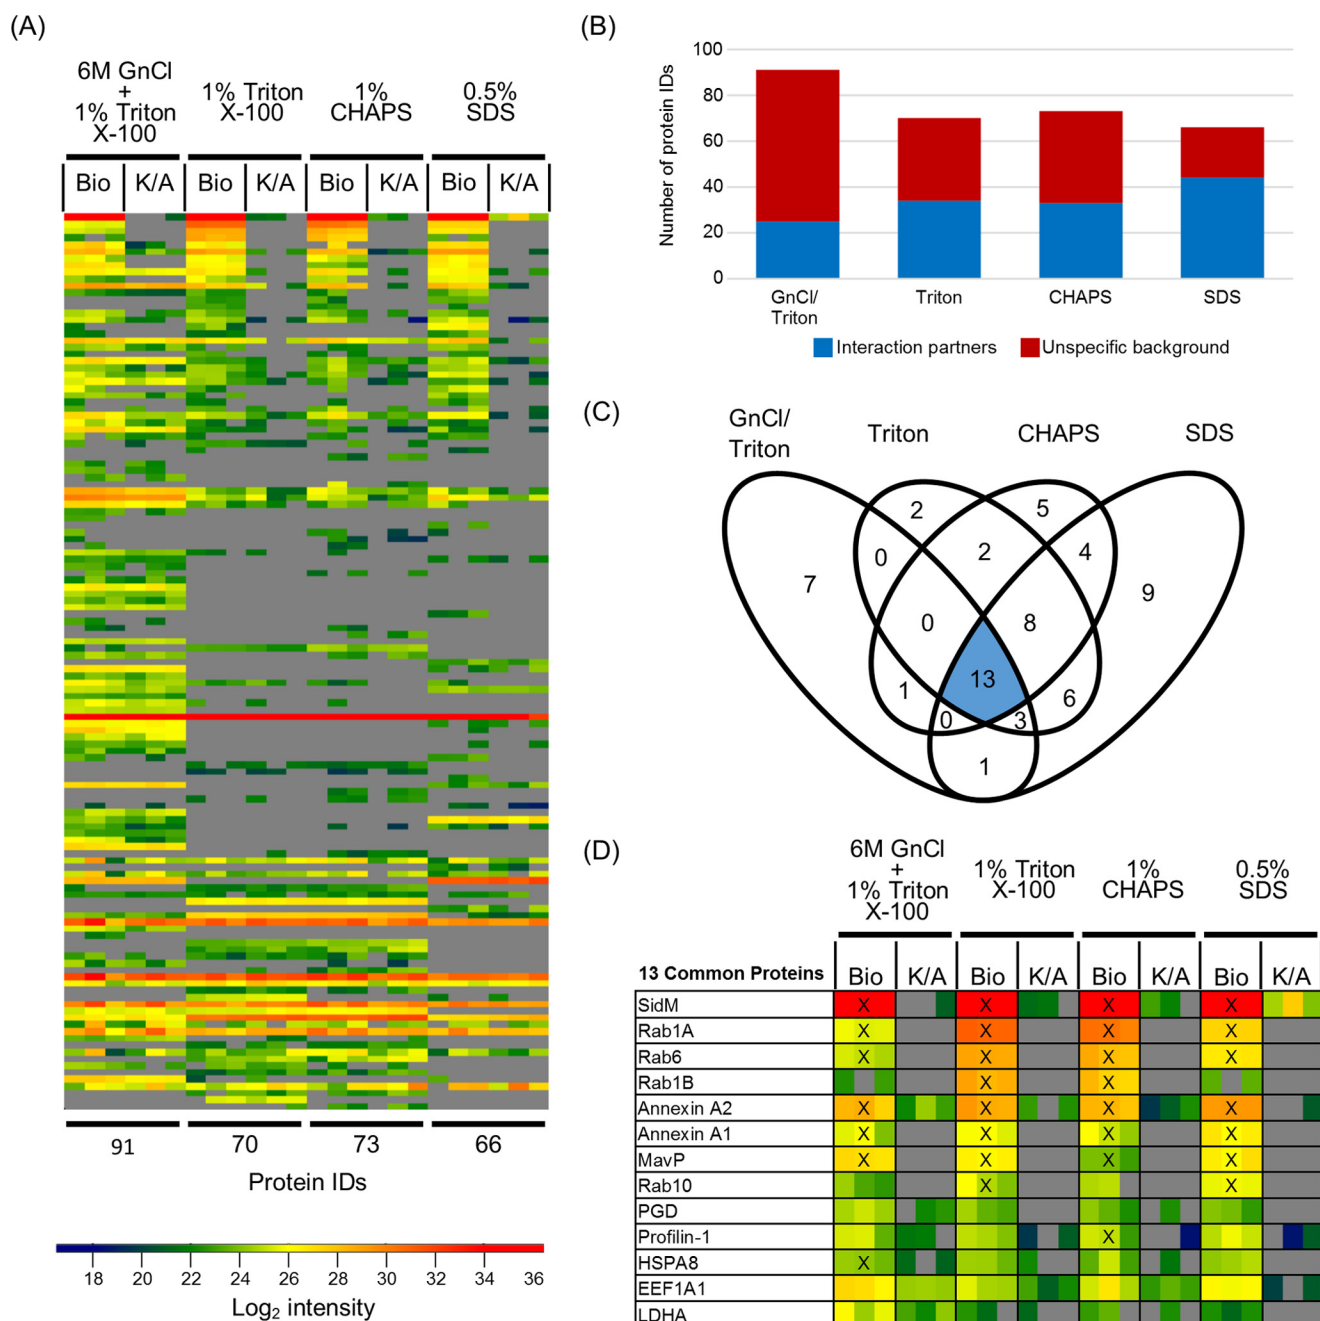 (A)
6M GnCl
+
1% Triton
X-100
1% Triton
X-100
1%
CHAPS
0.5%
SDS
Bio K/A Bio K/A Bio K/A Bio K/A
91 70 73 66
Protein IDs
18 20 22 24 26 28 30 32 34 36
Log2 intensity
(B)
Number of protein IDs
100
80
60
40
20
0
GnCl/
Triton
Triton
CHAPS
SDS
Interaction partners
Unspecific background
(C)
GnCl/
Triton
Triton
CHAPS
SDS
2 5
0 2 4
7 9
0 8
13
1 6
0 3
1
(D)
6M GnCl
+
1% Triton
X-100
1% Triton
X-100
1%
CHAPS
0.5%
SDS
13 Common Proteins Bio K/A Bio K/A Bio K/A Bio K/A
SidM X X X X
Rab1A X X X X
Rab6 X X X X
Rab1B X X
Annexin A2 X X X X
Annexin A1 X X X X
MavP X X X X
Rab10 X X
PGD
Profilin-1 X
HSPA8 X
EEF1A1
LDHA